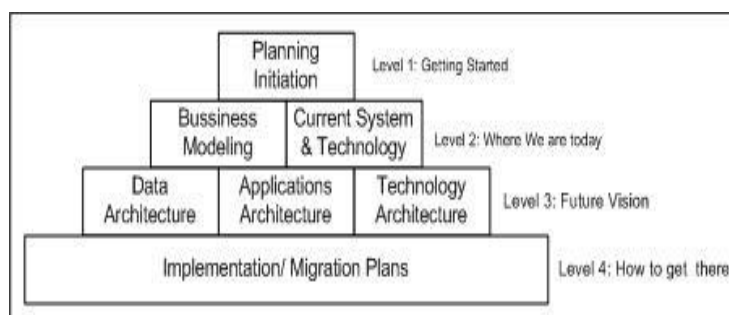 Planning
Initiation
Level 1: Getting Started
Bussiness
Modeling
Current System
& Technology
Level 2: Where We are today
Data
Architecture
Applications
Architecture
Technology
Architecture
Level 3: Future Vision
Implementation/ Migration Plans
Level 4: How to get there